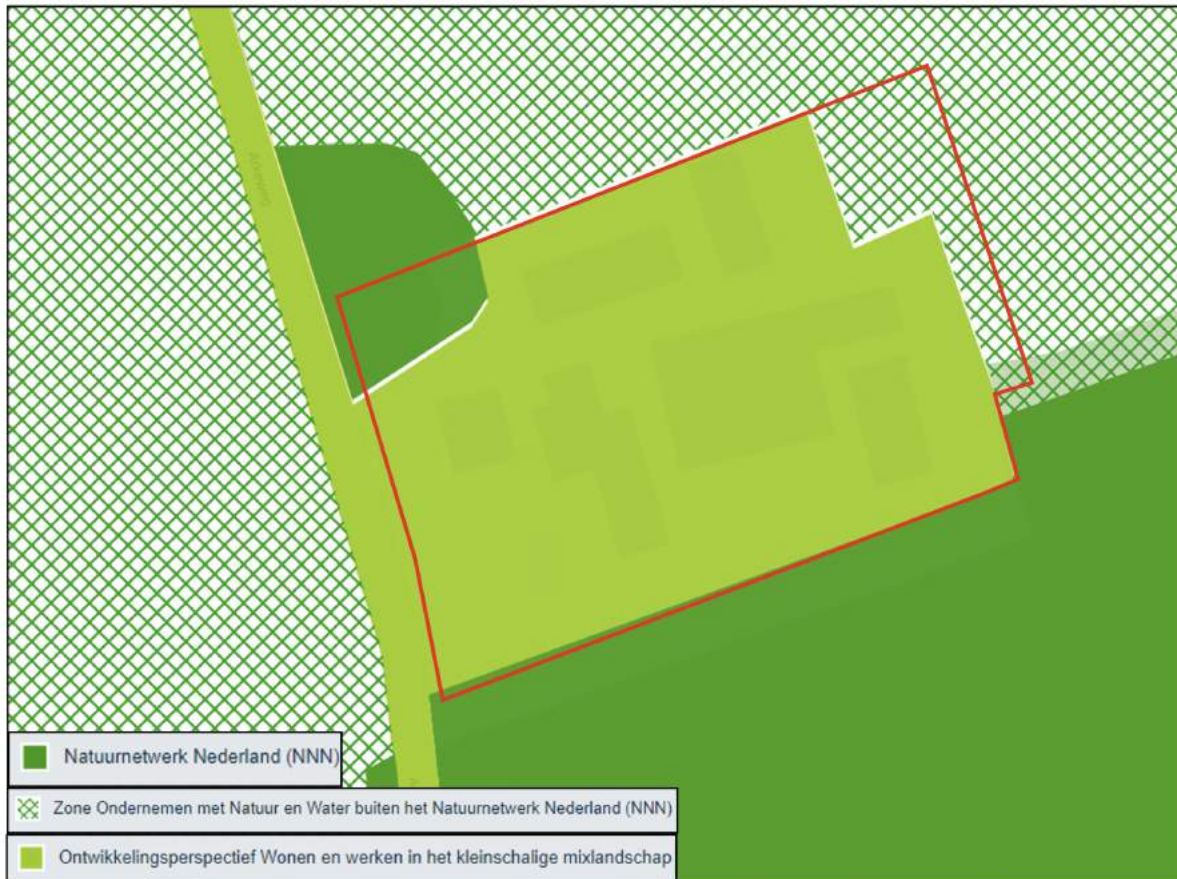 Natuurnetwerk Nederland (NNN)
Zone Ondernemen met Natuur en Water buiten het Natuurnetwerk Nederland (NNN)
Ontwikkelingsperspectief Wonen en werken in het kleinschalige mixlandschap